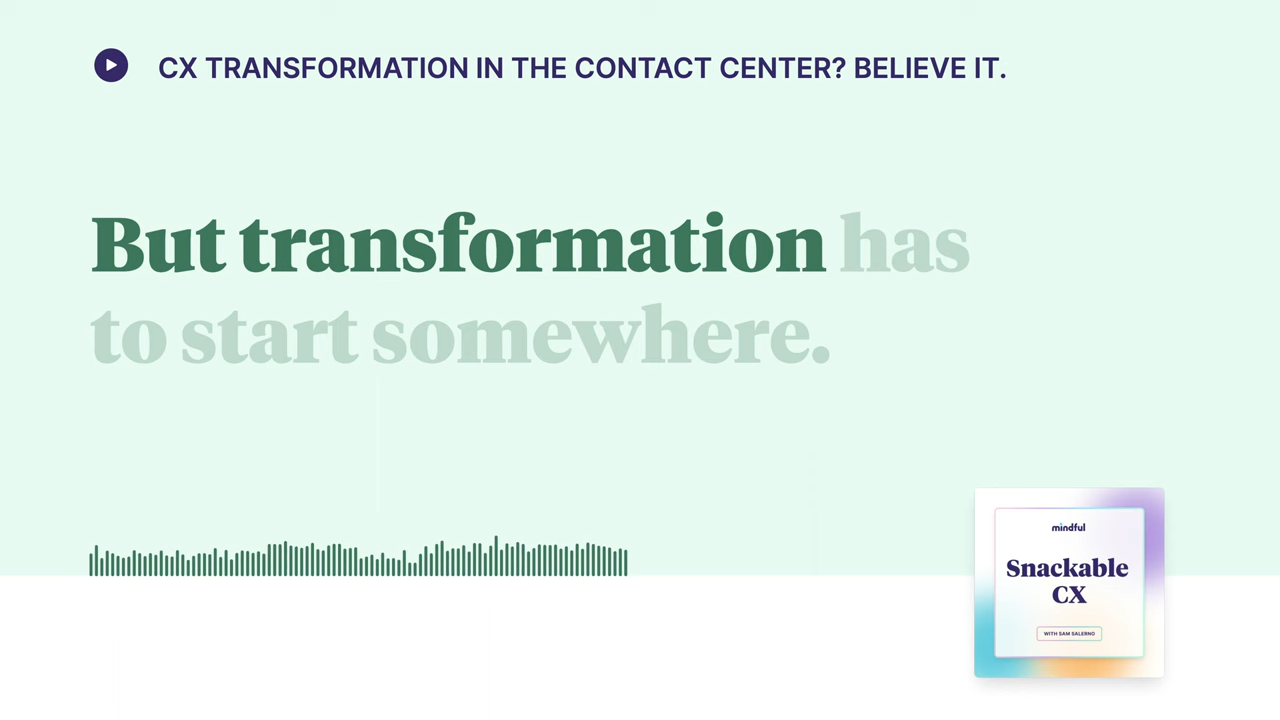 CX TRANSFORMATION IN THE CONTACT CENTER? BELIEVE IT.
But transformation has
to start somewhere.
mindful
Snackable
CX
WITH SAM SALERNO